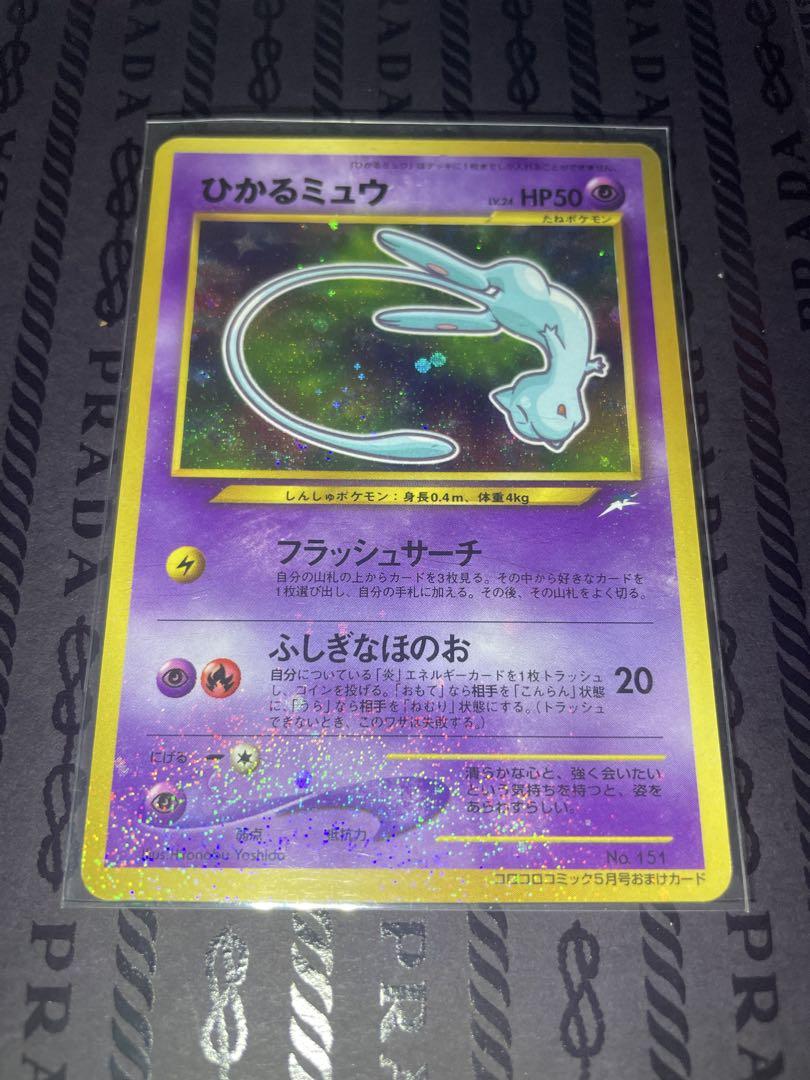 「ひかるミュウ」はデッキに1枚までしか入れることができません。
ひかるミュウ
LV.24 HP50
たねポケモン
しんしゅポケモン：身長0.4m、体重4kg
フラッシュサーチ
自分の山札の上からカードを3枚見る。その中から好きなカードを
1枚選び出し、自分の手札に加える。その後、その山札をよく切る。
ふしぎなほのお
20
自分についている「炎」エネルギーカードを1枚トラッシュ
し、コインを投げる。「おもて」なら相手を「こんらん」状態
に、「うら」なら相手を「ねむり」状態にする。（トラッシュ
できないとき、このワザは失敗する。）
にげる
清らかな心と、強く会いたい
という気持ちを持つと、姿を
あらわすらしい。
弱点
抵抗力
Illus. Hironobu Yoshida
No. 151
コロコロコミック5月号おまけカード
PRADA
PRADA
PRADA
PRADA
PRADA
PRADA
PRADA